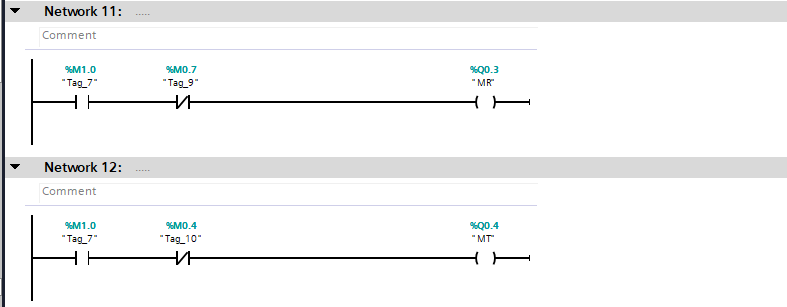 Network 11: .....
Comment
%M1.0 %M0.7 %Q0.3
"Tag_7" "Tag_9" "MR"
Network 12: .....
Comment
%M1.0 %M0.4 %Q0.4
"Tag_7" "Tag_10" "MT"